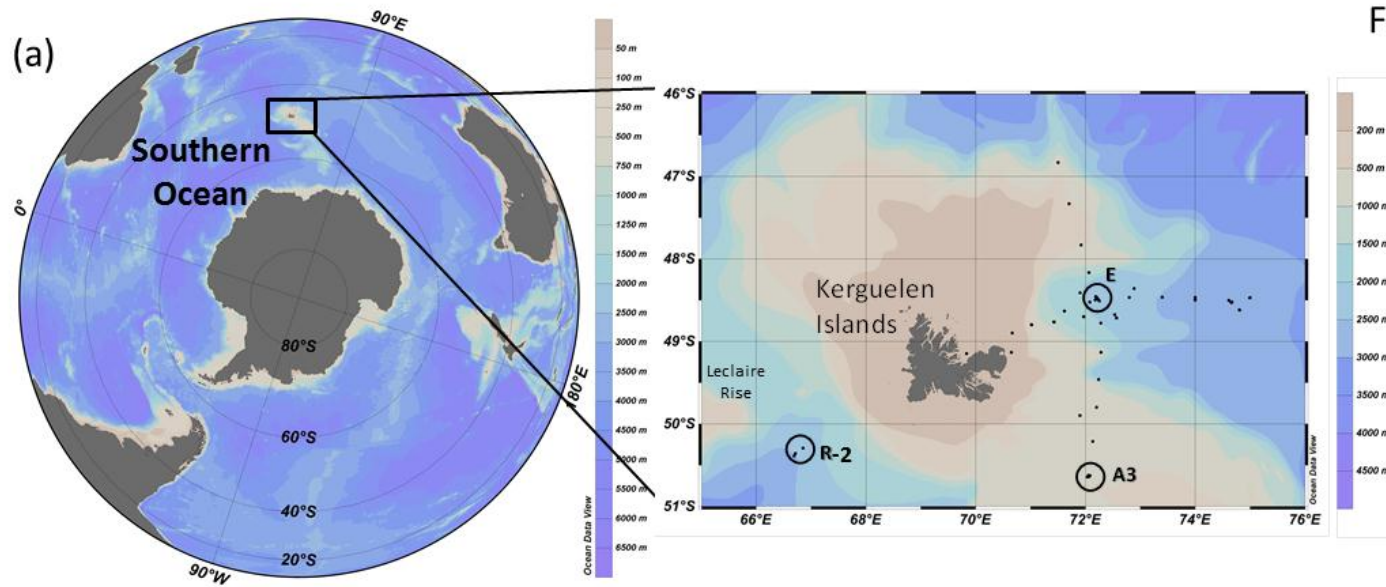 (a)
90°E
Southern
Ocean
0°
80°S
180°E
60°S
40°S
20°S
90°W
50 m
100 m
250 m
500 m
750 m
1000 m
1250 m
1500 m
2000 m
2500 m
3000 m
3500 m
4000 m
5000 m
6000 m
6500 m
Ocean Data View
F
46°S
47°S
48°S
49°S
50°S
51°S
E
Kerguelen
Islands
Leclaire
Rise
R-2
A3
66°E 68°E 70°E 72°E 74°E 76°E
Ocean Data View
200 m
500 m
1000 m
1500 m
2000 m
2500 m
3000 m
3500 m
4000 m
4500 m